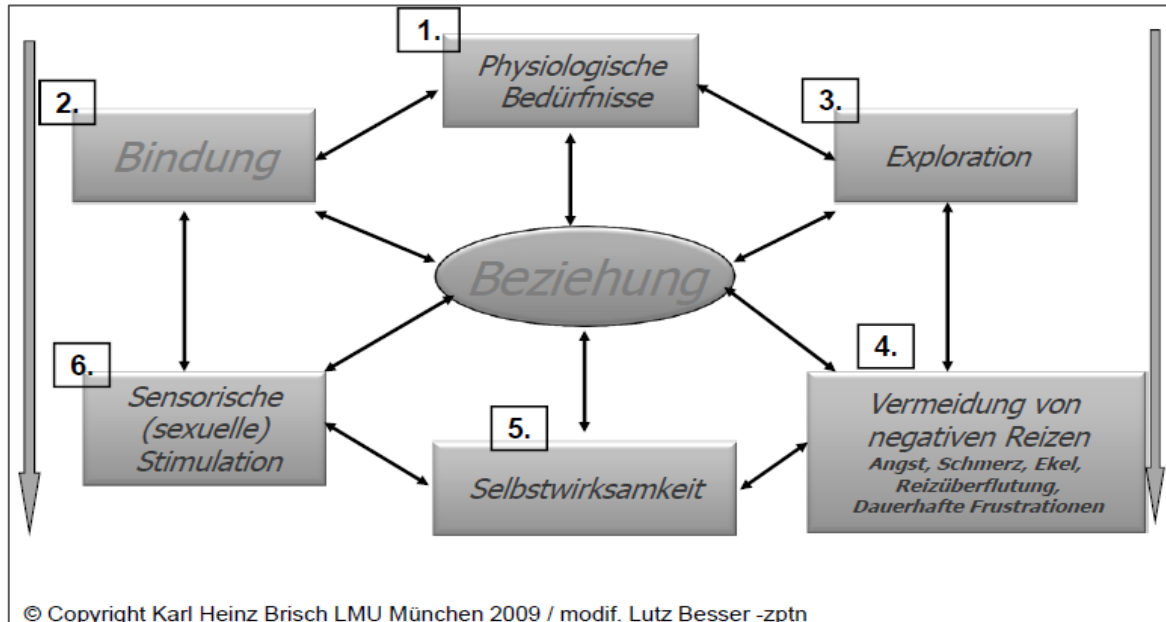 1.
Physiologische
Bedürfnisse
2.
Bindung
3.
Exploration
Beziehung
4.
Vermeidung von
negativen Reizen
Angst, Schmerz, Ekel,
Reizüberflutung,
Dauerhafte Frustrationen
5.
Selbstwirksamkeit
6.
Sensorische
(sexuelle)
Stimulation
© Copyright Karl Heinz Brisch LMU München 2009 / modif. Lutz Besser -zptn